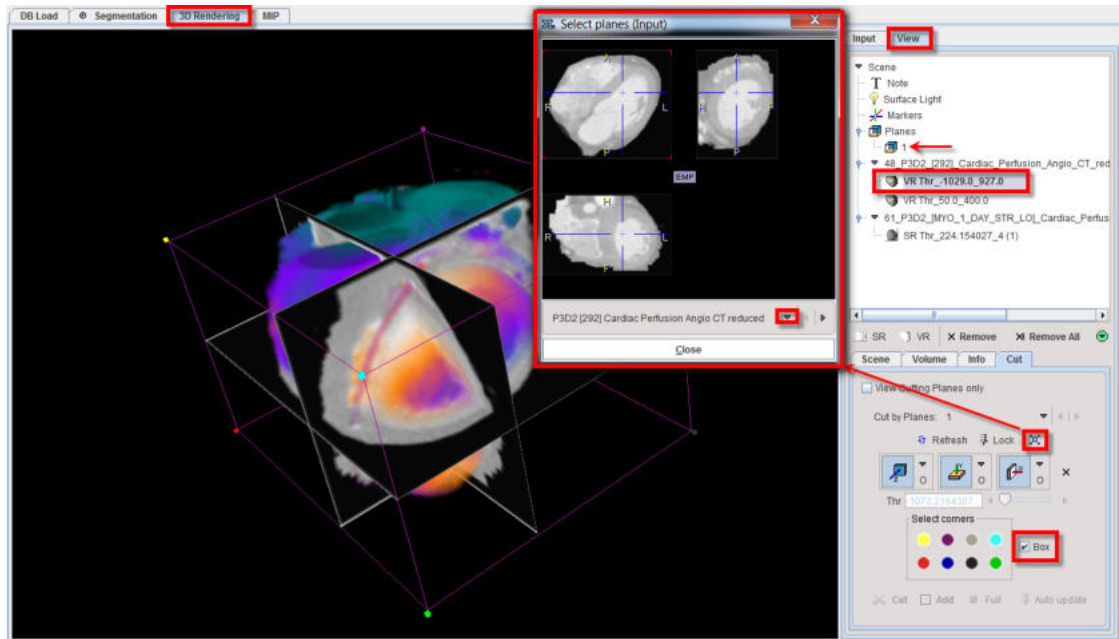 DB Load Segmentation 3D Rendering MIP
Select planes (Input)
A
R L
P
A
H F
P
EMP
H
R L
F
P3D2 [292] Cardiac Perfusion Angio CT reduced
Close
Input View
Scene
Note
Surface Light
Markers
Planes
1
48_P3D2_[292]_Cardiac_Perfusion_Angio_CT_red
VR Thr_-1029.0_927.0
VR Thr_50.0_400.0
61_P3D2_[MYO_1_DAY_STR_LO]_Cardiac_Perfus
SR Thr_224.154027_4 (1)
SR VR Remove Remove All
Scene Volume Info Cut
View Cutting Planes only
Cut by Planes: 1
Refresh Lock
O O O
Thr 1073.2164307
Select corners
Box
Cut Add Full Auto update